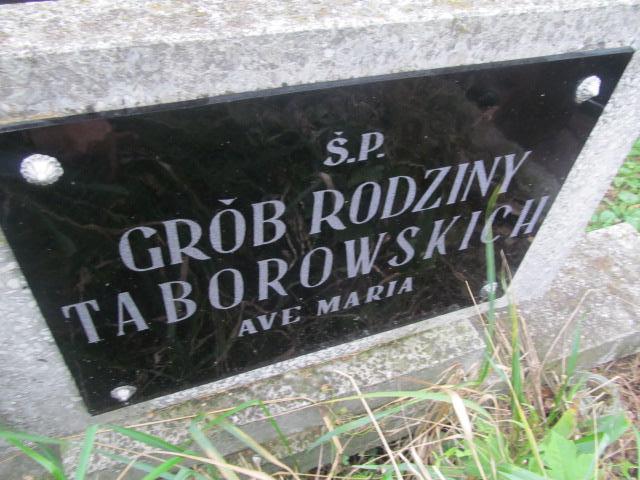 Ś.P.
GRÓB RODZINY
TABOROWSKICH
AVE MARIA